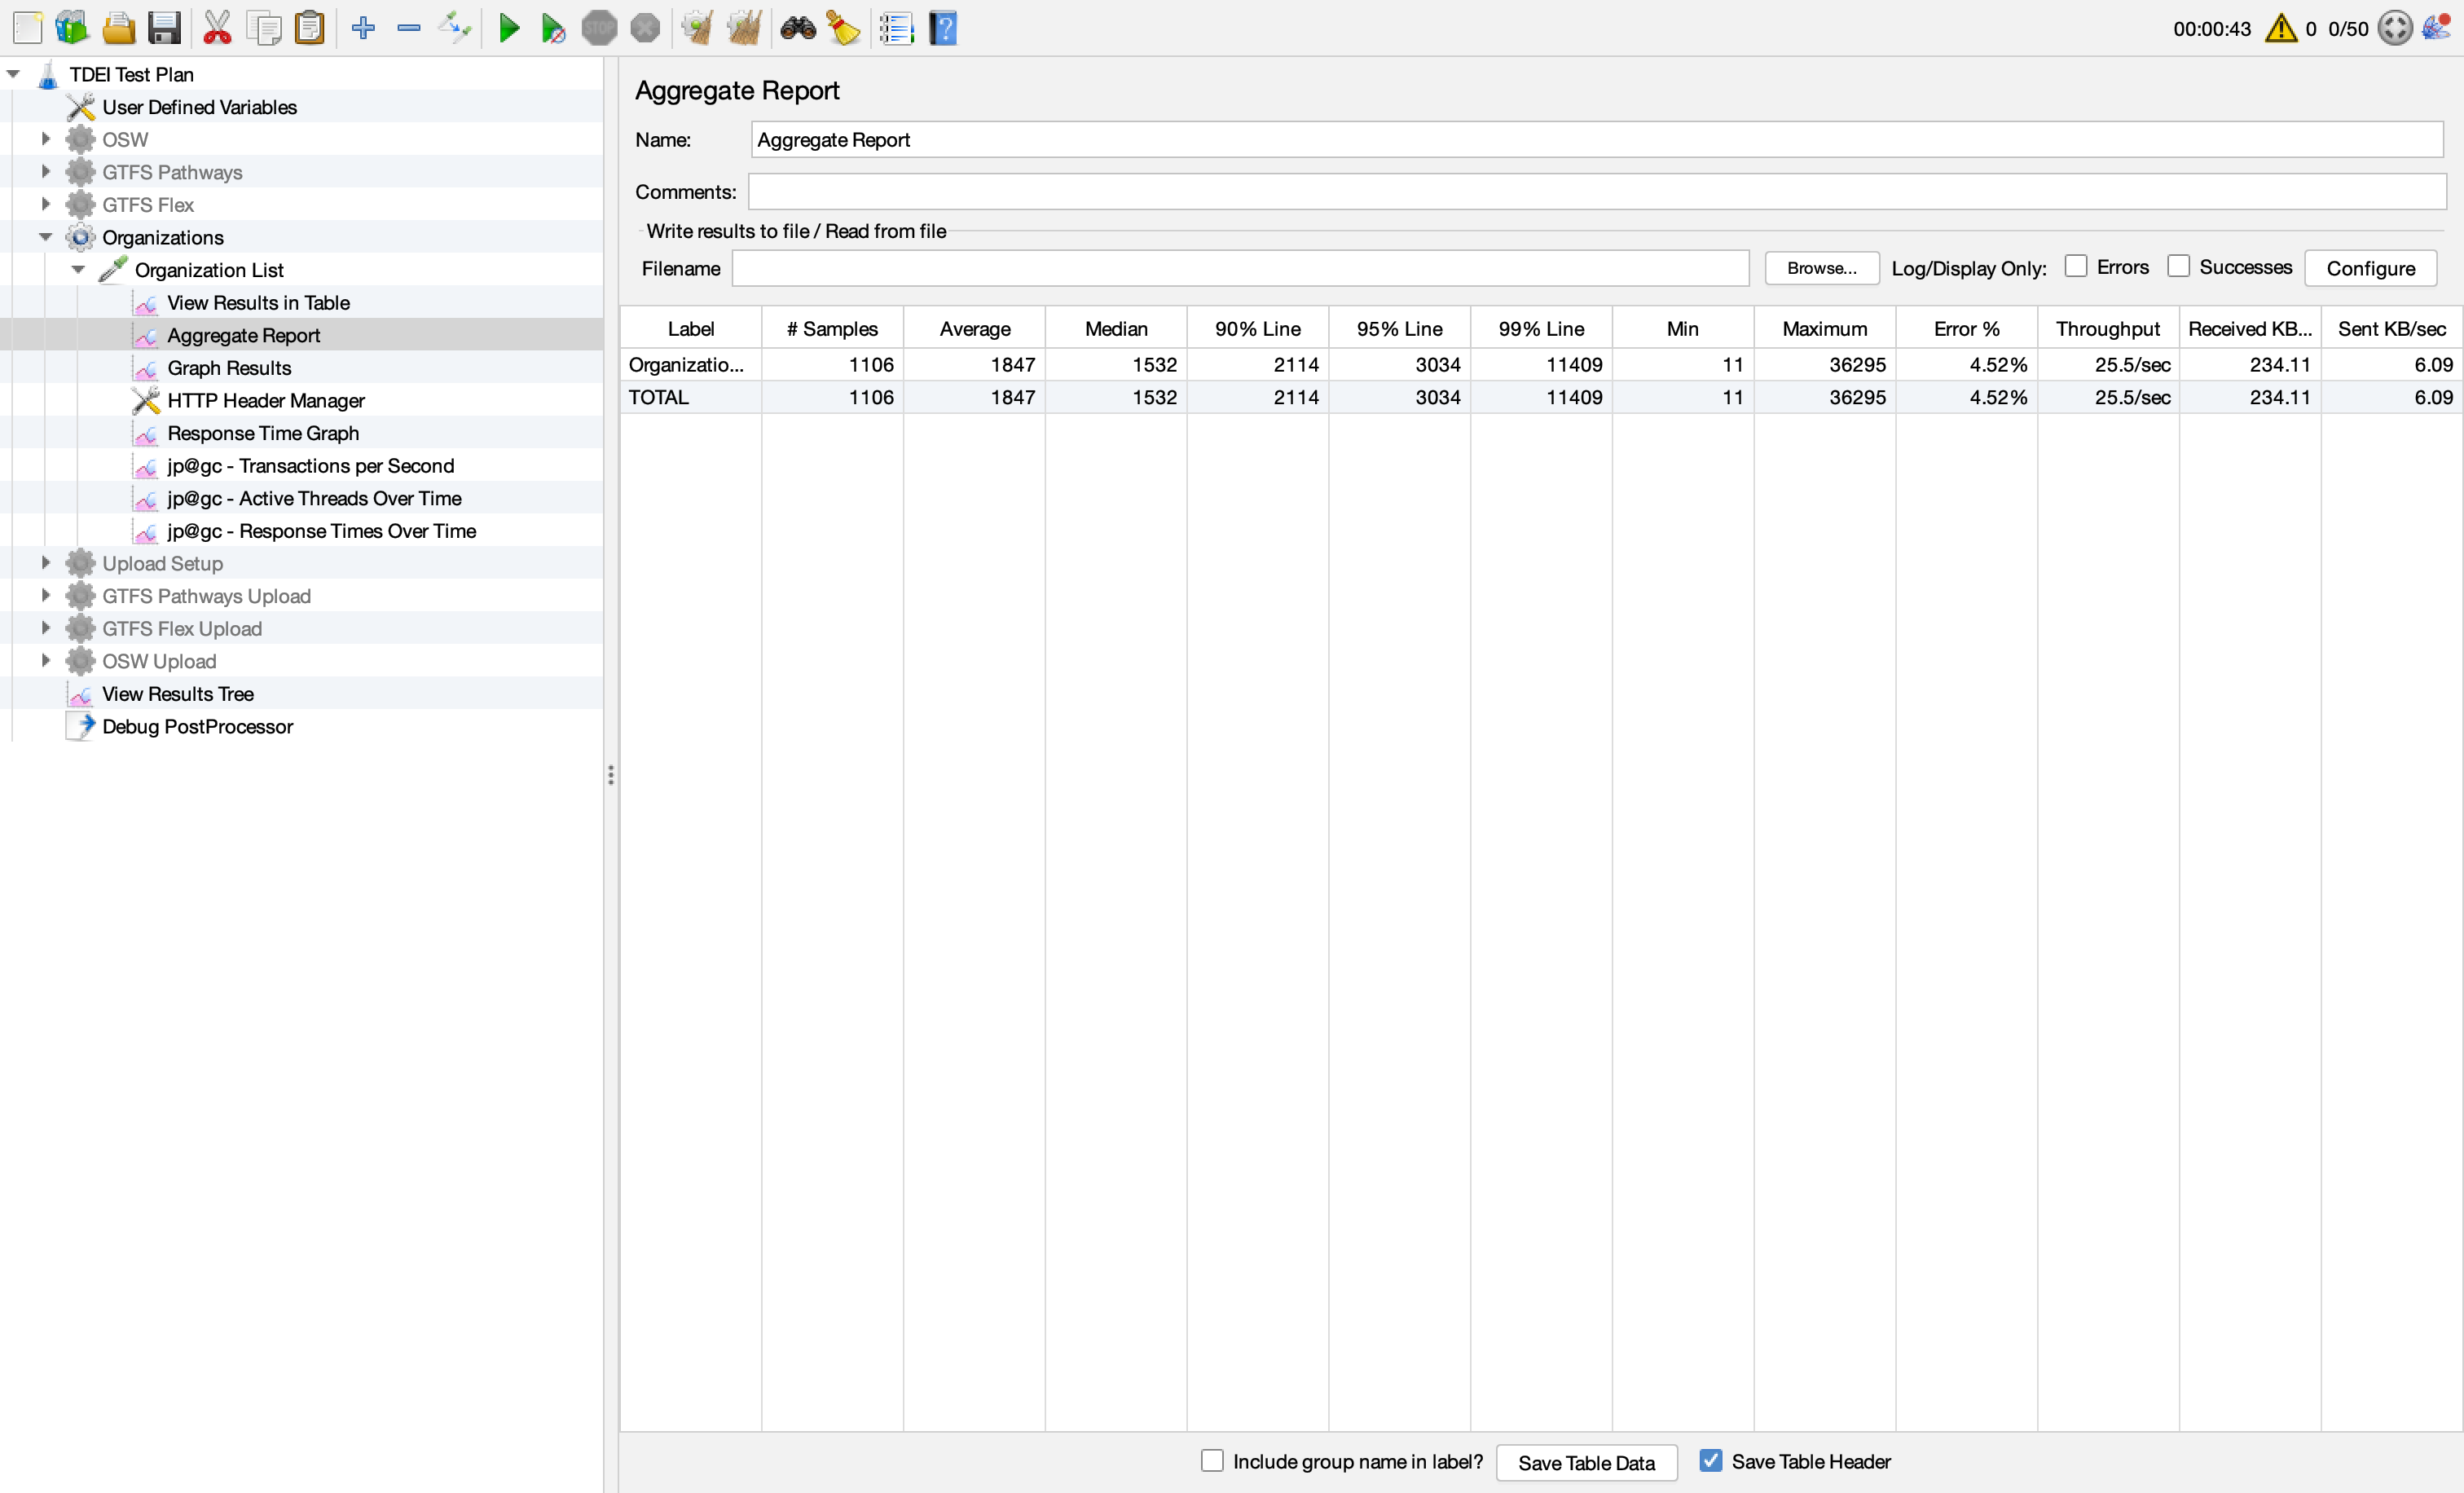 STOP
00:00:43 0 0/50
TDEI Test Plan
User Defined Variables
OSW
GTFS Pathways
GTFS Flex
Organizations
Organization List
View Results in Table
Aggregate Report
Graph Results
HTTP Header Manager
Response Time Graph
jp@gc - Transactions per Second
jp@gc - Active Threads Over Time
jp@gc - Response Times Over Time
Upload Setup
GTFS Pathways Upload
GTFS Flex Upload
OSW Upload
View Results Tree
Debug PostProcessor
Aggregate Report
Name: Aggregate Report
Comments:
Write results to file / Read from file
Filename Browse... Log/Display Only: Errors Successes Configure
Label # Samples Average Median 90% Line 95% Line 99% Line Min Maximum Error % Throughput Received KB... Sent KB/sec
Organizatio... 1106 1847 1532 2114 3034 11409 11 36295 4.52% 25.5/sec 234.11 6.09
TOTAL 1106 1847 1532 2114 3034 11409 11 36295 4.52% 25.5/sec 234.11 6.09
Include group name in label? Save Table Data Save Table Header